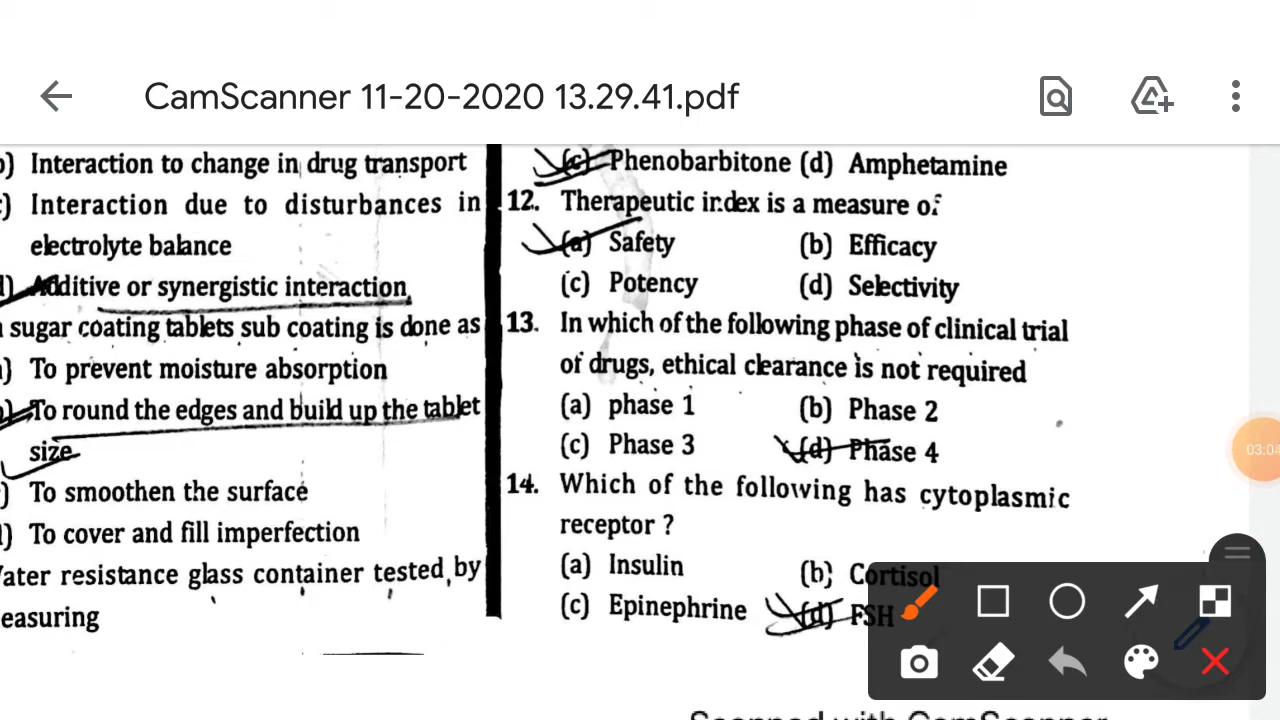 CamScanner 11-20-2020 13.29.41.pdf
) Interaction to change in drug transport
) Interaction due to disturbances in
electrolyte balance
) Additive or synergistic interaction
sugar coating tablets sub coating is done as
) To prevent moisture absorption
) To round the edges and build up the tablet
size
) To smoothen the surface
) To cover and fill imperfection
ater resistance glass container tested by
easuring
(c) Phenobarbitone (d) Amphetamine
12. Therapeutic index is a measure of
(a) Safety (b) Efficacy
(c) Potency (d) Selectivity
13. In which of the following phase of clinical trial
of drugs, ethical clearance is not required
(a) phase 1 (b) Phase 2
(c) Phase 3 (d) Phase 4
14. Which of the following has cytoplasmic
receptor ?
(a) Insulin (b) Cortisol
(c) Epinephrine (d) FSH
03:04
Scanned with CamScanner